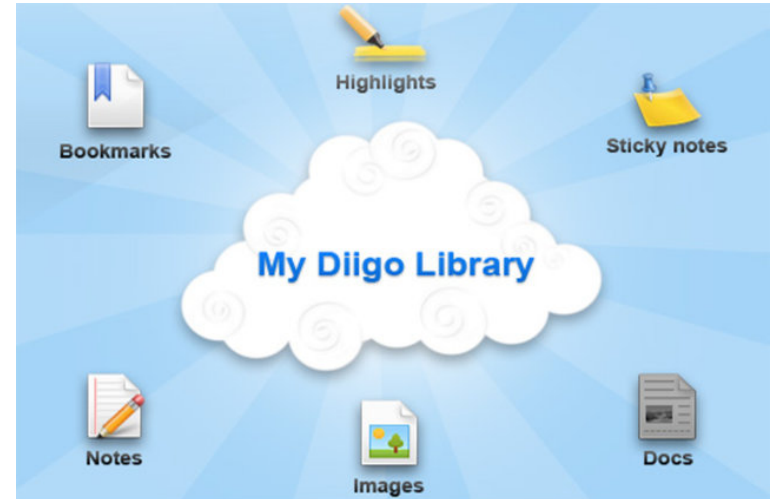 Highlights
Bookmarks
Sticky notes
My Diigo Library
Notes
Images
Docs